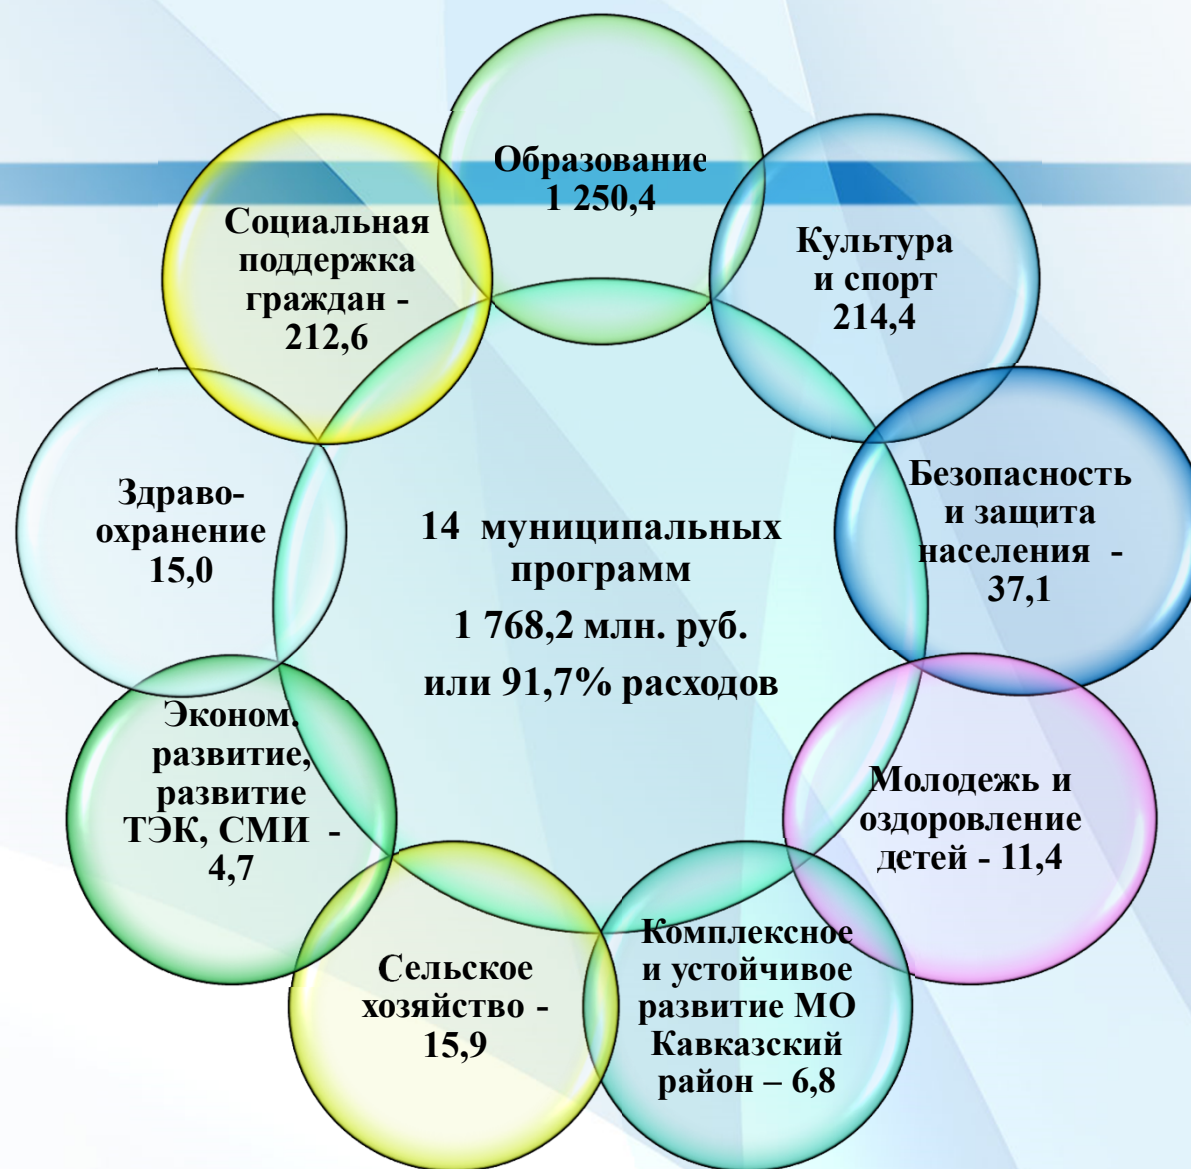 Образование
1 250,4
Культура
и спорт
214,4
Безопасность
и защита
населения -
37,1
Молодежь и
оздоровление
детей - 11,4
Комплексное
и устойчивое
развитие МО
Кавказский
район – 6,8
Сельское
хозяйство -
15,9
Эконом.
развитие,
развитие
ТЭК, СМИ -
4,7
Здраво-
охранение
15,0
Социальная
поддержка
граждан -
212,6
14 муниципальных
программ
1 768,2 млн. руб.
или 91,7% расходов